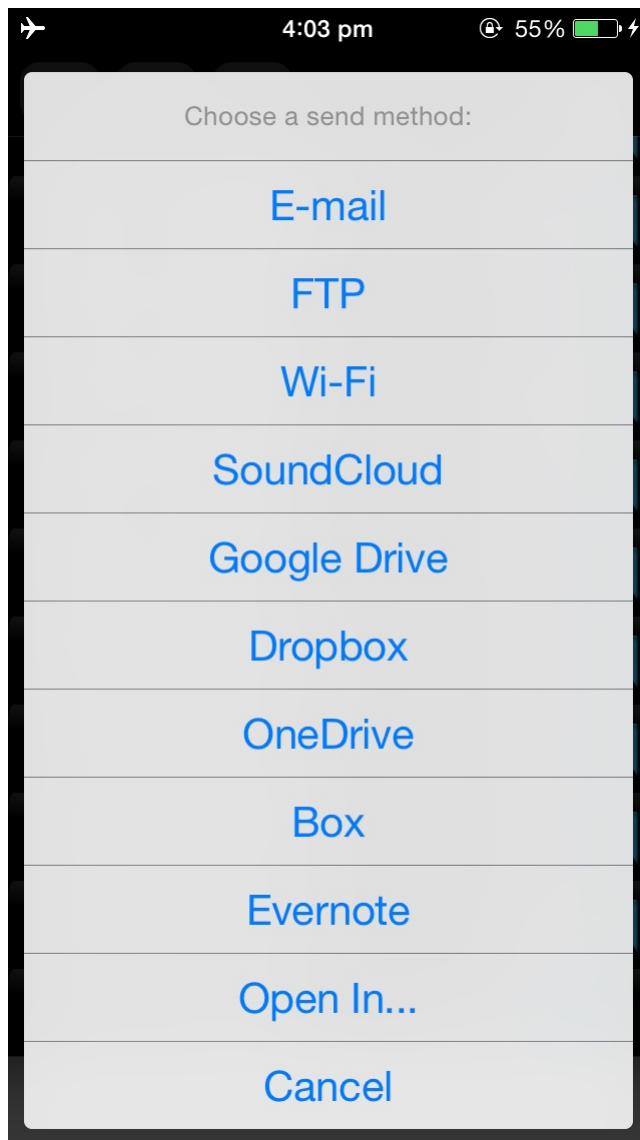 4:03 pm 55%
Choose a send method:
E-mail
FTP
Wi-Fi
SoundCloud
Google Drive
Dropbox
OneDrive
Box
Evernote
Open In...
Cancel